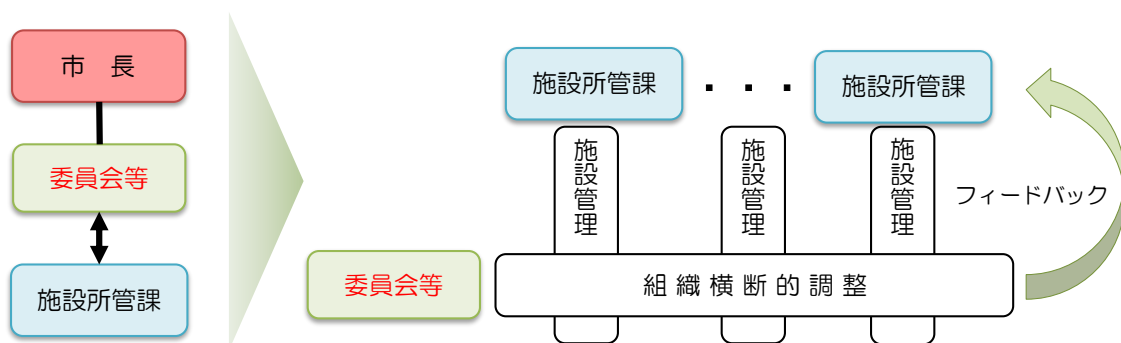 市　長
委員会等
施設所管課
施設所管課
・・・
施設所管課
施設管理
施設管理
施設管理
フィードバック
委員会等
組織横断的調整